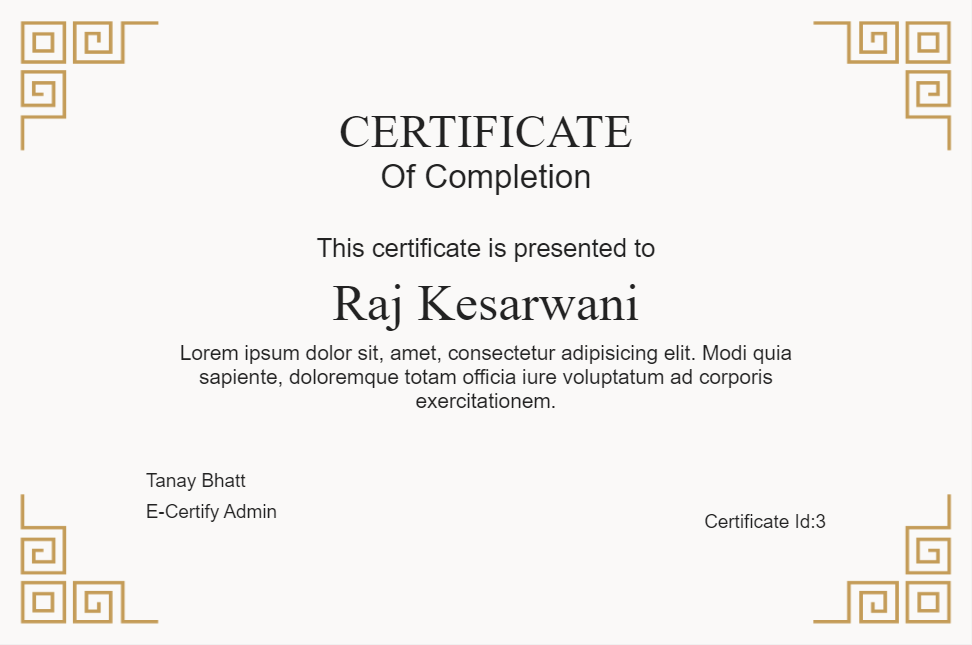 CERTIFICATE
Of Completion
This certificate is presented to
Raj Kesarwani
Lorem ipsum dolor sit, amet, consectetur adipisicing elit. Modi quia
sapiente, doloremque totam officia iure voluptatum ad corporis
exercitationem.
Tanay Bhatt
E-Certify Admin
Certificate Id:3